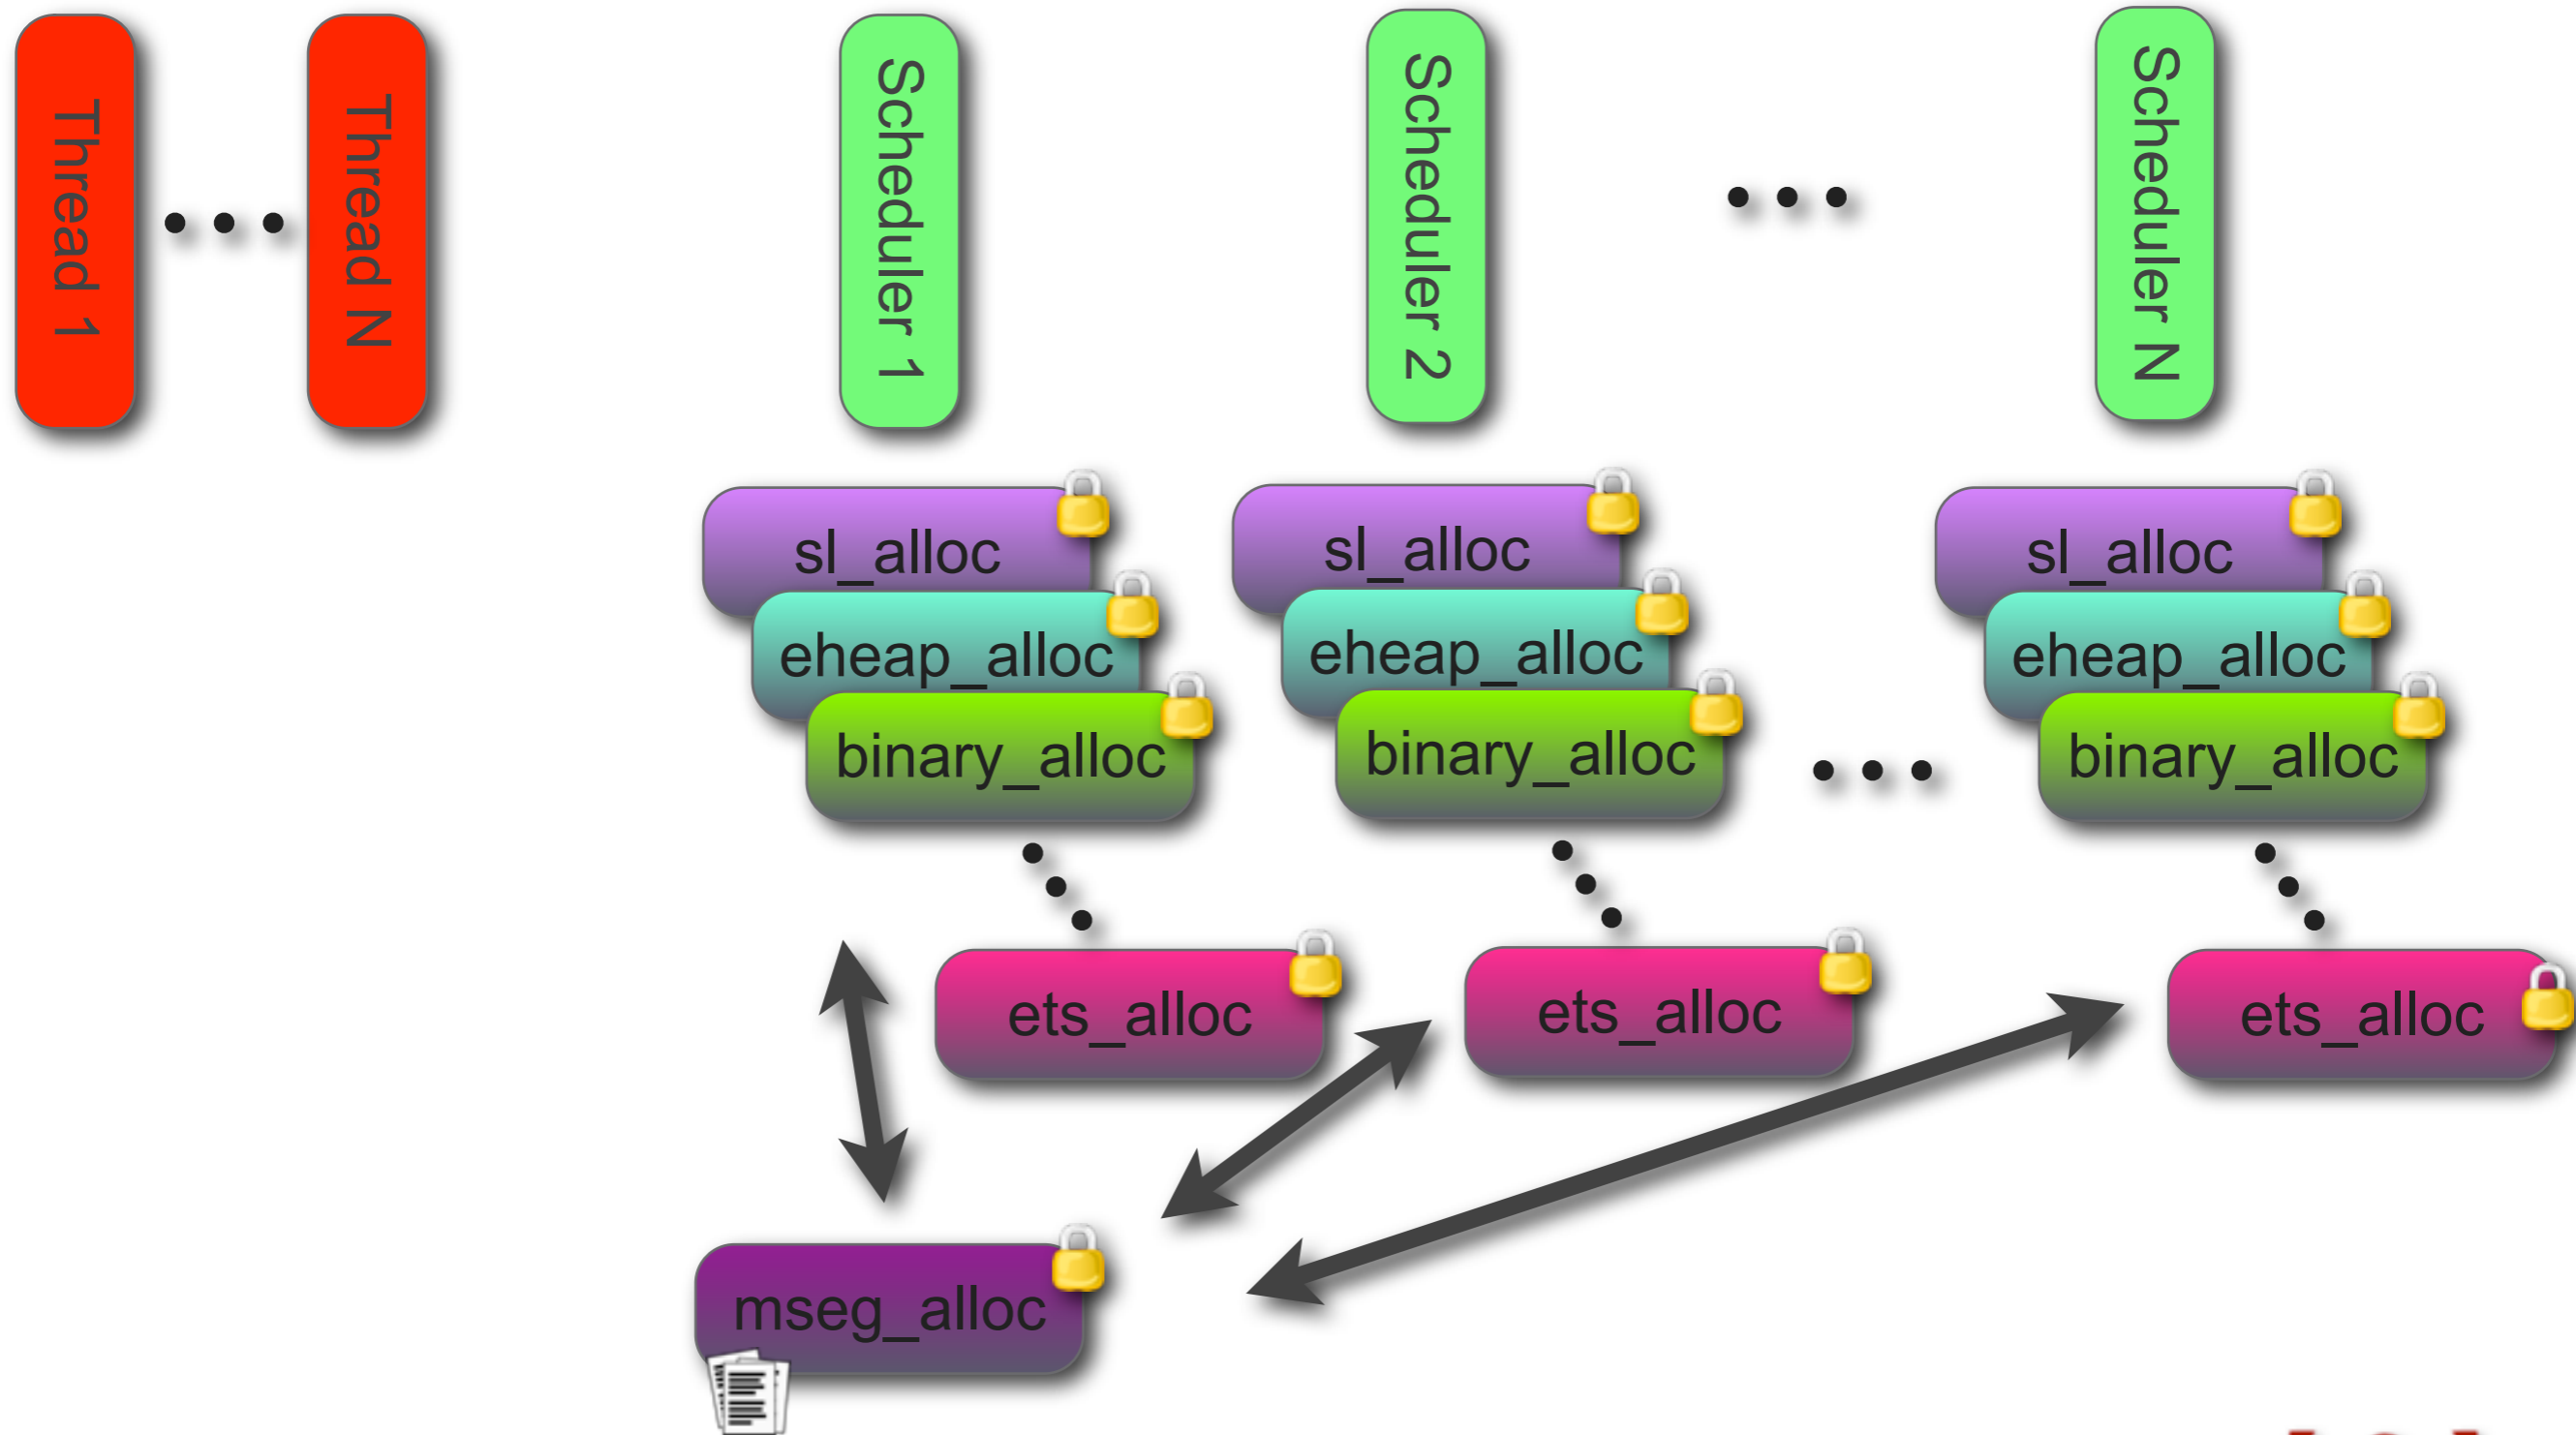 Thread 1
Thread N
Scheduler 1
Scheduler 2
Scheduler N
sl_alloc
eheap_alloc
binary_alloc
ets_alloc
sl_alloc
eheap_alloc
binary_alloc
ets_alloc
sl_alloc
eheap_alloc
binary_alloc
ets_alloc
mseg_alloc